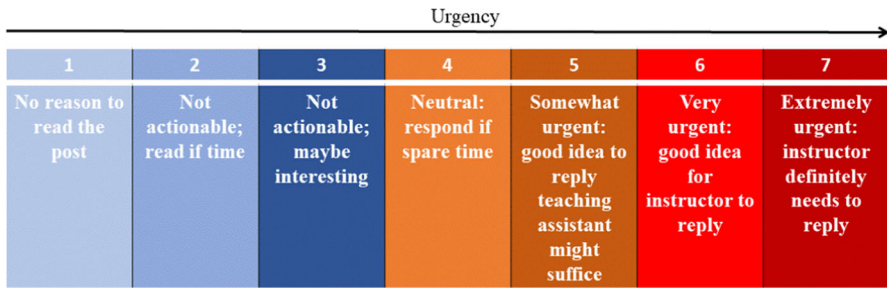 Urgency
1
2
3
4
5
6
7
No reason to
read the
post
Not
actionable;
read if time
Not
actionable;
maybe
interesting
Neutral:
respond if
spare time
Somewhat
urgent:
good idea to
reply
teaching
assistant
might
suffice
Very
urgent:
good idea
for
instructor to
reply
Extremely
urgent:
instructor
definitely
needs to
reply